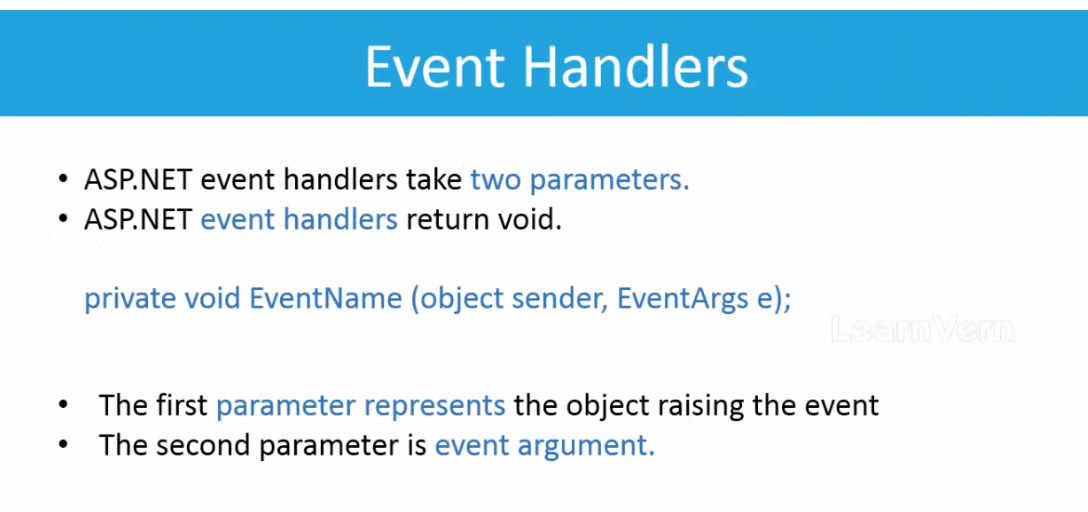 Event Handlers
• ASP.NET event handlers take two parameters.
• ASP.NET event handlers return void.
private void EventName (object sender, EventArgs e);
LearnVern
• The first parameter represents the object raising the event
• The second parameter is event argument.